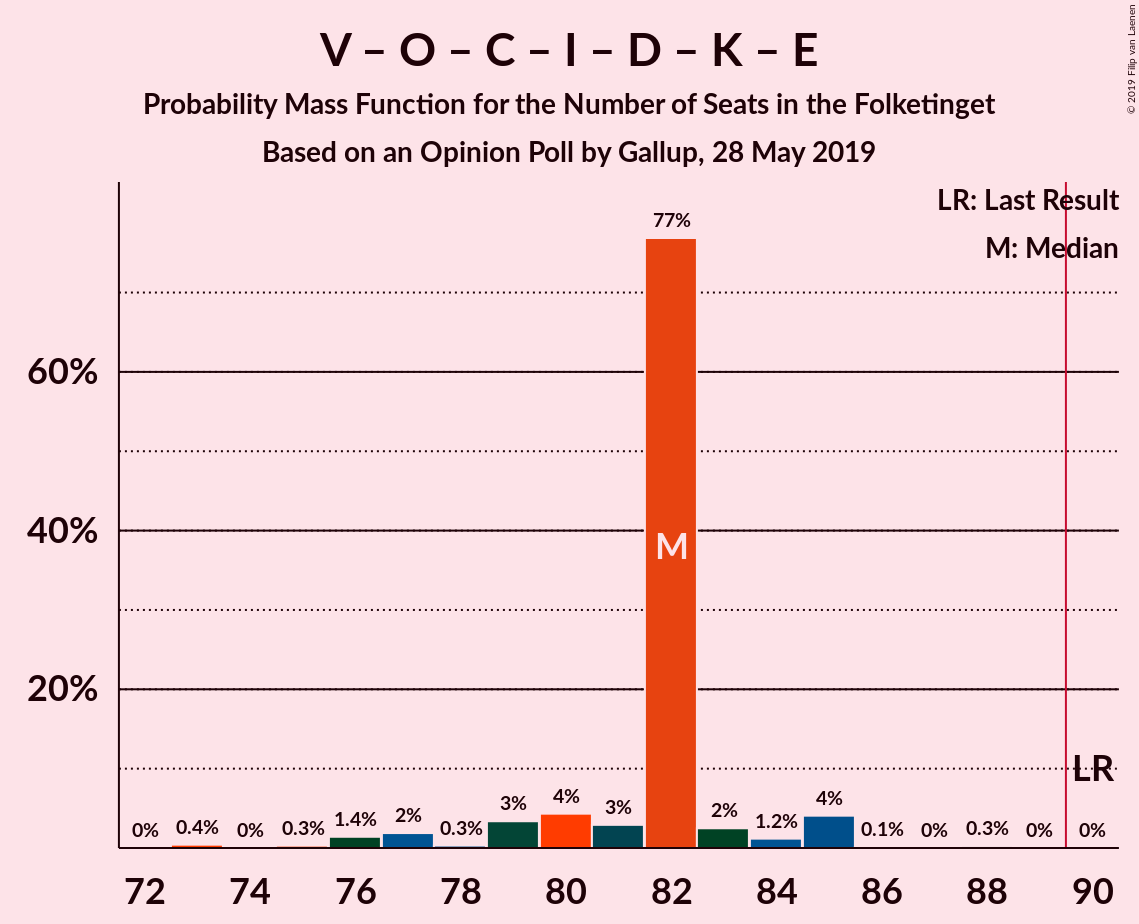 V – O – C – I – D – K – E
Probability Mass Function for the Number of Seats in the Folketinget
Based on an Opinion Poll by Gallup, 28 May 2019
© 2019 Filip van Laenen
LR: Last Result
M: Median
77%
60%
40%
M
20%
LR
0% 0.4% 0% 0.3% 1.4% 2% 0.3% 3% 4% 3% 2% 1.2% 4% 0.1% 0% 0.3% 0% 0%
72 74 76 78 80 82 84 86 88 90